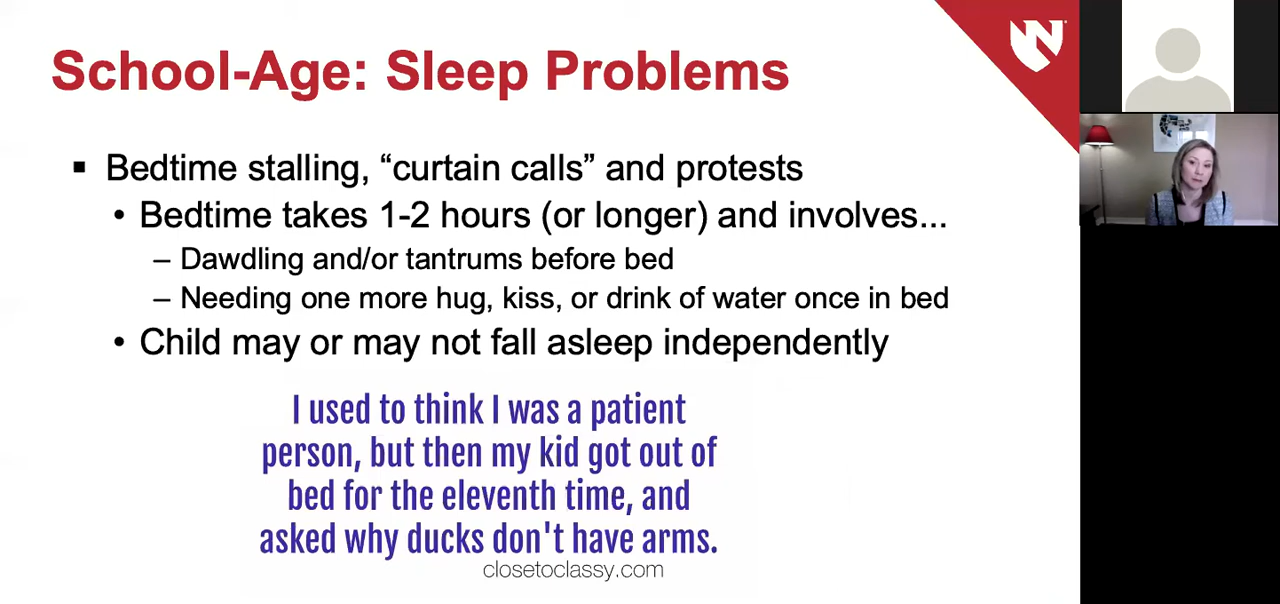 School-Age: Sleep Problems
▪ Bedtime stalling, “curtain calls” and protests
• Bedtime takes 1-2 hours (or longer) and involves...
– Dawdling and/or tantrums before bed
– Needing one more hug, kiss, or drink of water once in bed
• Child may or may not fall asleep independently
I used to think I was a patient
person, but then my kid got out of
bed for the eleventh time, and
asked why ducks don't have arms.
closetoclassy.com